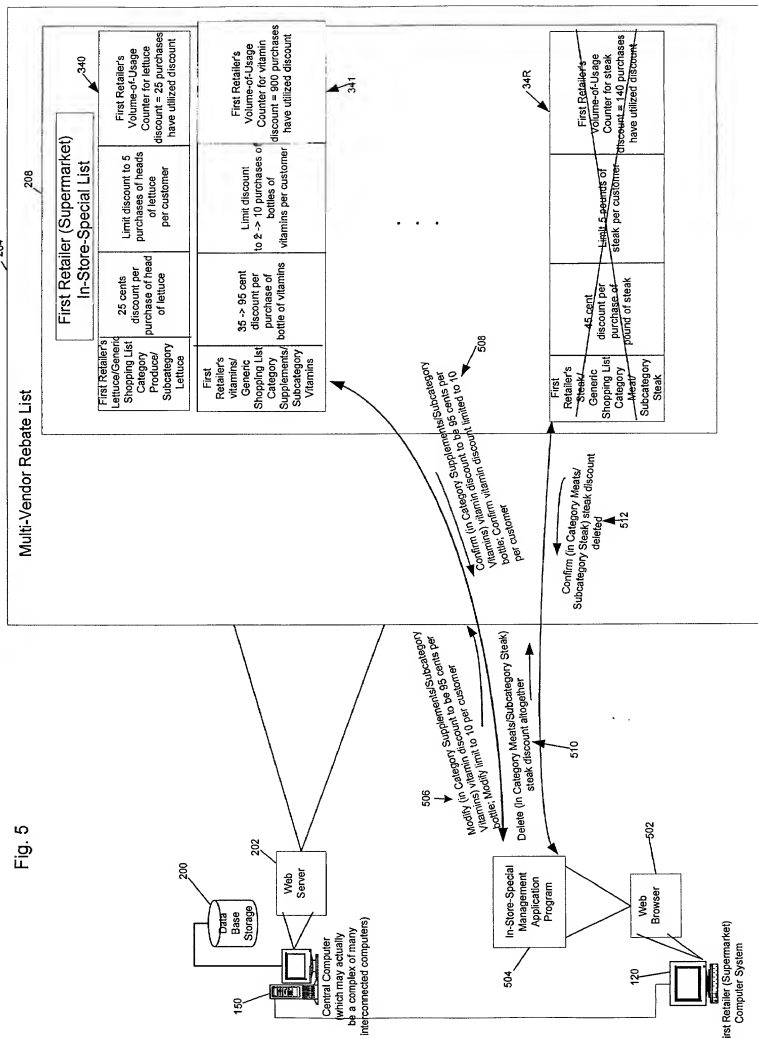 Fig. 5
Multi-Vendor Rebate List
208
First Retailer (Supermarket)
In-Store-Special List
340
First Retailer's
Lettuce/Generic
Shopping List
Category
Produce/
Subcategory
Lettuce
25 cents
discount per
purchase of head
of lettuce
Limit discount to 5
purchases of heads
of lettuce
per customer
First Retailer's
Volume-of-Usage
Counter for lettuce
discount = 25 purchases
have utilized discount
341
First
Retailer's
vitamins/
Generic
Shopping List
Category
Supplements/
Subcategory
Vitamins
35 -> 95 cent
discount per
purchase of
bottle of vitamins
Limit discount
to 2 -> 10 purchases of
bottles of
vitamins per customer
First Retailer's
Volume-of-Usage
Counter for vitamin
discount = 900 purchases
have utilized discount
. . .
34R
First
Retailer's
Steak/
Generic
Shopping List
Category
Meat/
Subcategory
Steak
45 cent
discount per
purchase of
pound of steak
Limit 5 pounds of
steak per customer
First Retailer's
Volume-of-Usage
Counter for steak
discount = 140 purchases
have utilized discount
200
Data
Base
Storage
202
Web
Server
150
Central Computer
(which may actually
be a complex of many
interconnected computers)
506
Modify (in Category Supplements/Subcategory
Vitamins) vitamin discount to be 95 cents per
bottle; Modify limit to 10 per customer
508
Confirm (in Category Supplements/Subcategory
Vitamins) vitamin discount to be 95 cents per
bottle; Confirm vitamin discount limited to 10
per customer
Delete (in Category Meats/Subcategory Steak)
steak discount altogether
510
Confirm (in Category Meats/
Subcategory Steak) steak discount
deleted
512
In-Store-Special
Management
Application
Program
504
Web
Browser
502
120
First Retailer (Supermarket)
Computer System